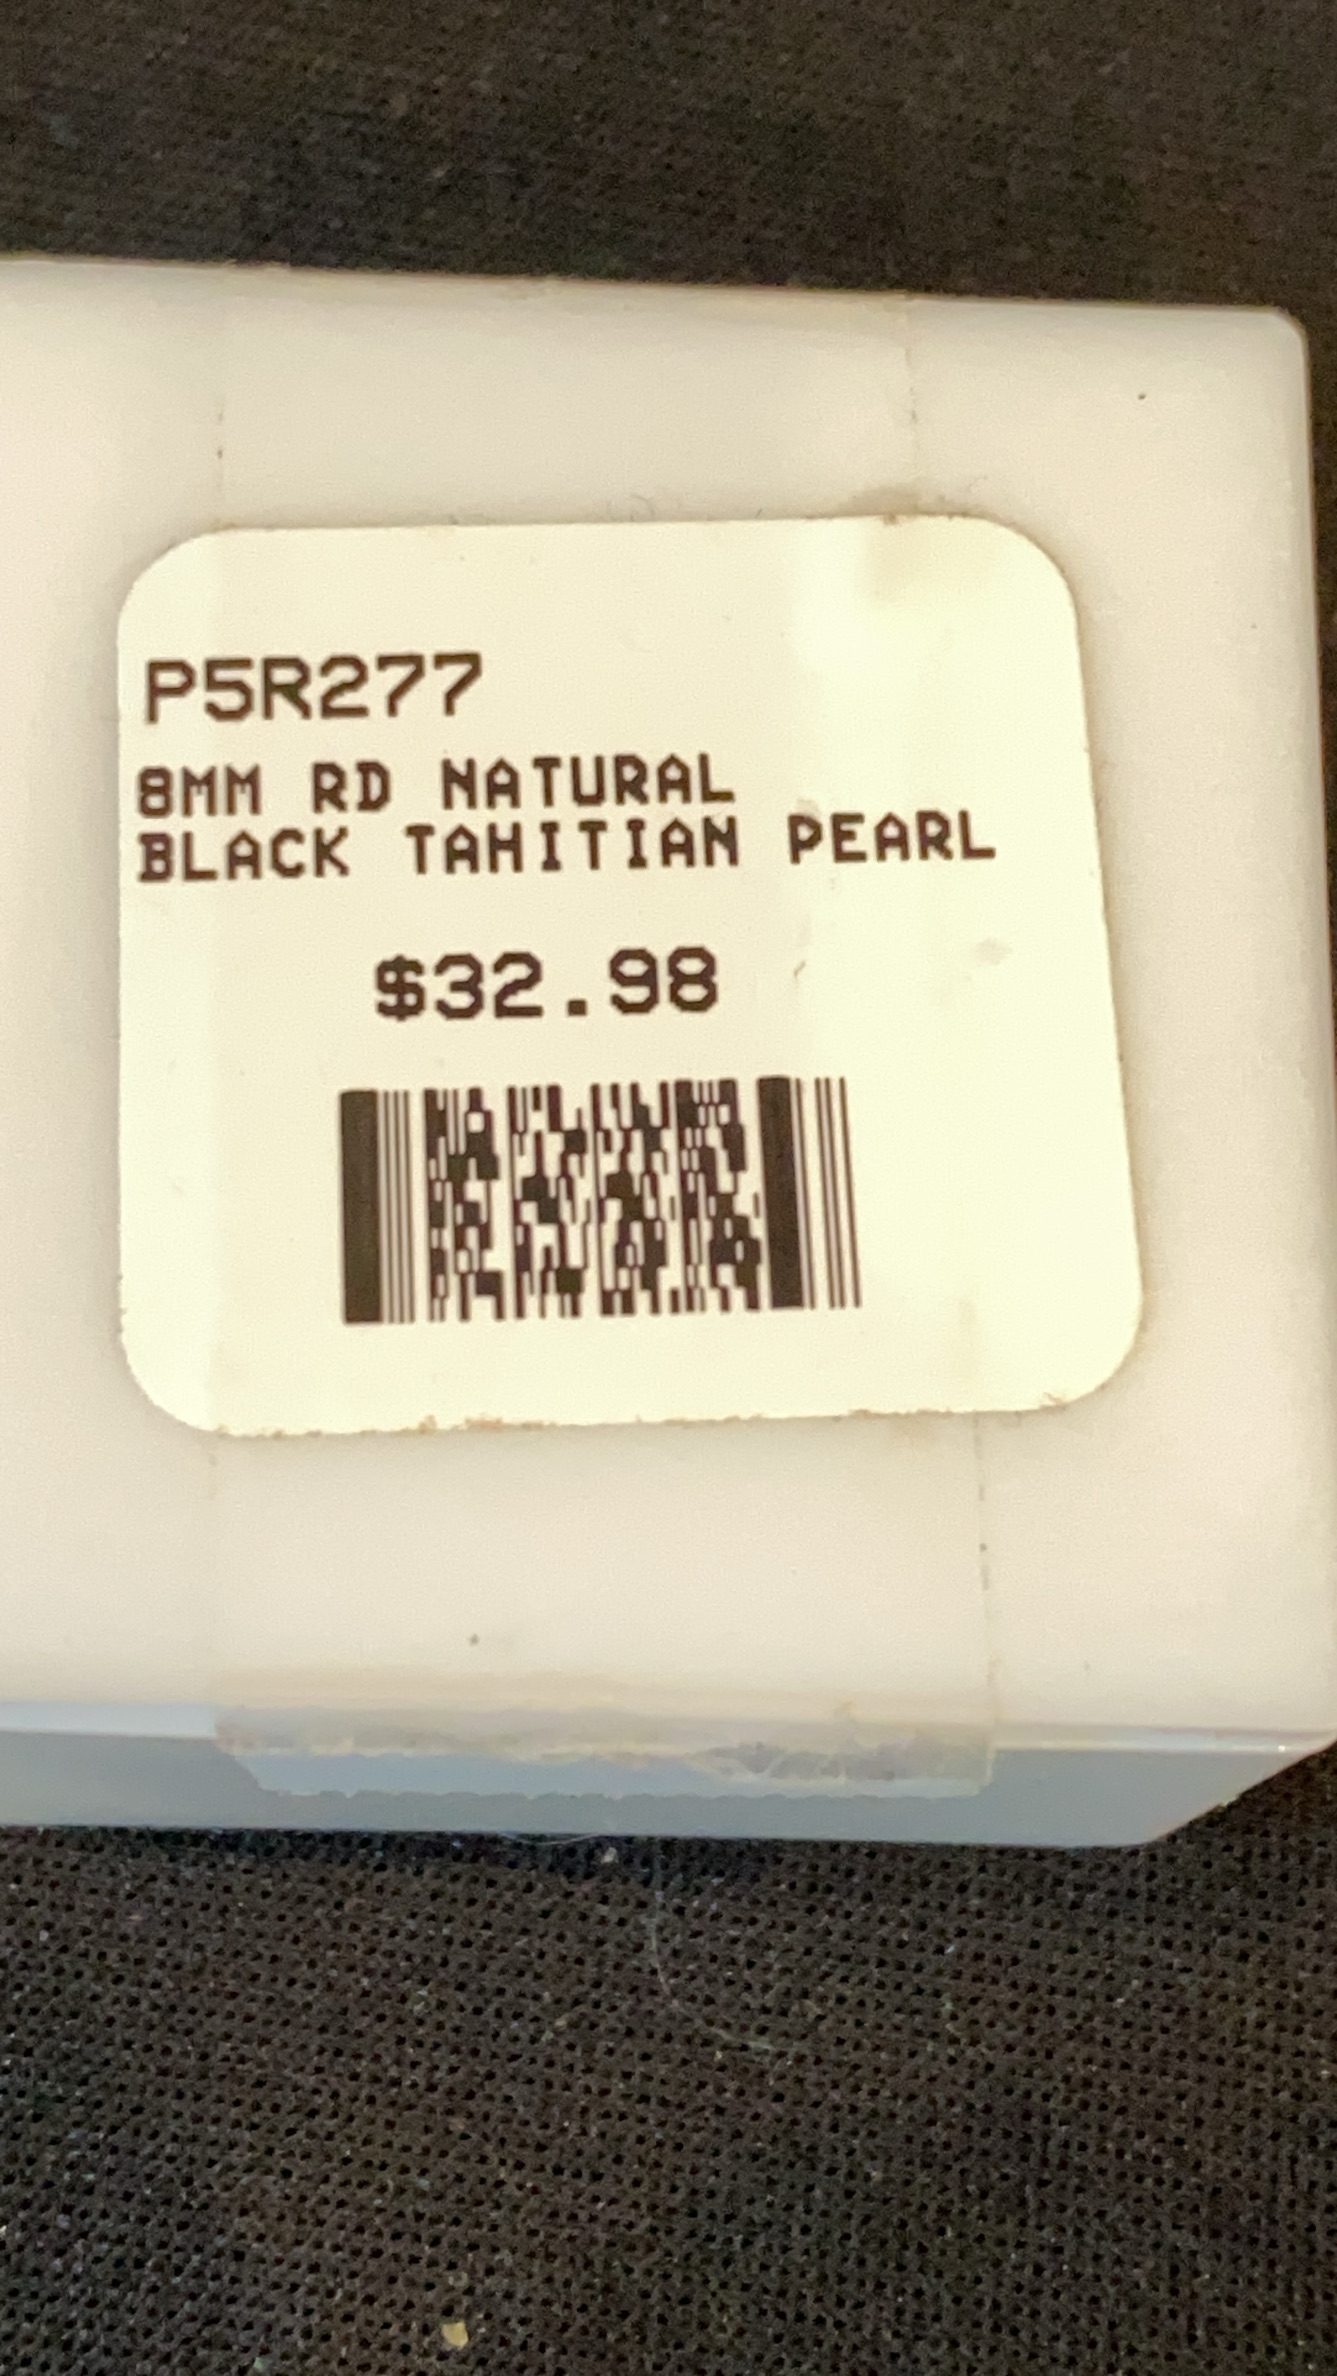 P5R277
8MM RD NATURAL
BLACK TAHITIAN PEARL
$32.98